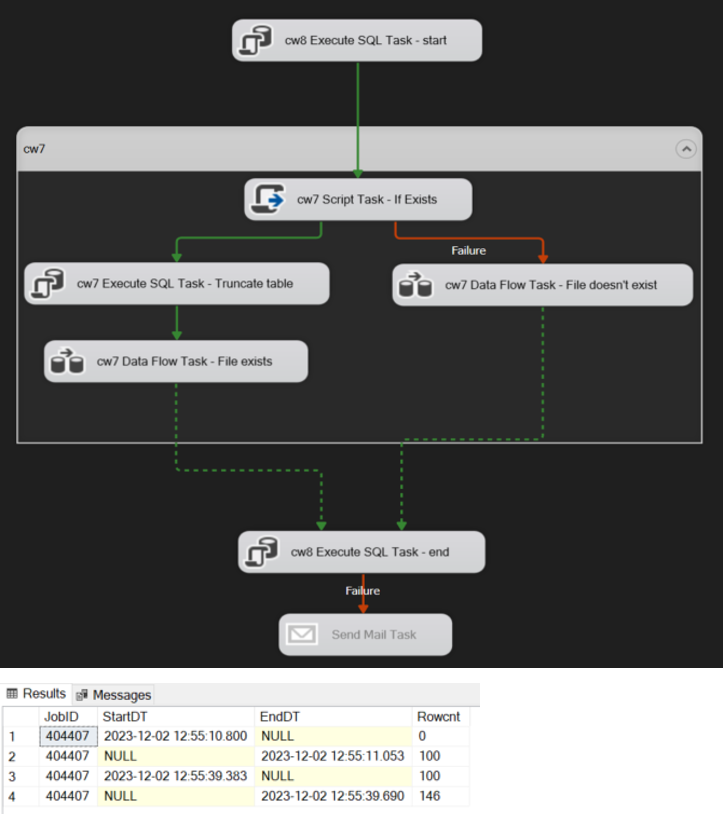 cw8 Execute SQL Task - start
cw7
cw7 Script Task - If Exists
Failure
cw7 Execute SQL Task - Truncate table
cw7 Data Flow Task - File doesn't exist
cw7 Data Flow Task - File exists
cw8 Execute SQL Task - end
Failure
Send Mail Task
Results Messages
JobID StartDT EndDT Rowcnt
1 404407 2023-12-02 12:55:10.800 NULL 0
2 404407 NULL 2023-12-02 12:55:11.053 100
3 404407 2023-12-02 12:55:39.383 NULL 100
4 404407 NULL 2023-12-02 12:55:39.690 146